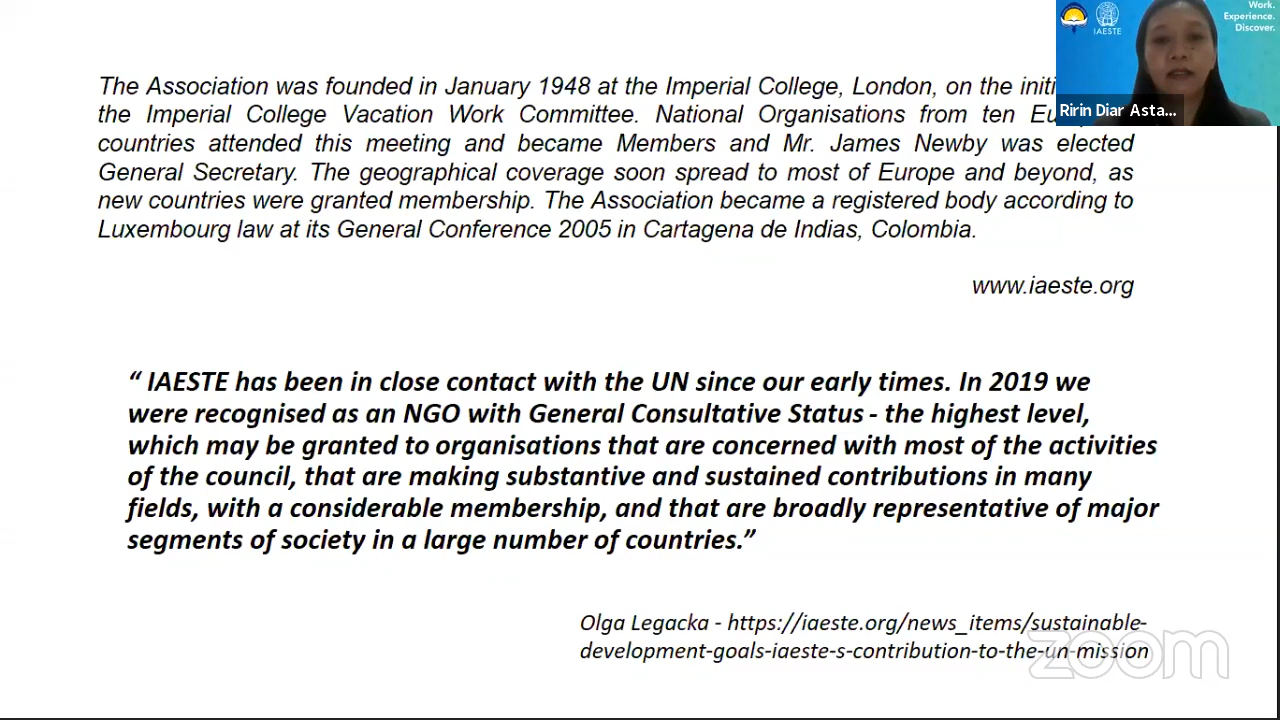 Work.
Experience.
Discover.
IAESTE
Ririn Diar Asta...
The Association was founded in January 1948 at the Imperial College, London, on the
the Imperial College Vacation Work Committee. National Organisations from ten
countries attended this meeting and became Members and Mr. James Newby was elected
General Secretary. The geographical coverage soon spread to most of Europe and beyond, as
new countries were granted membership. The Association became a registered body according to
Luxembourg law at its General Conference 2005 in Cartagena de Indias, Colombia.
www.iaeste.org
“ IAESTE has been in close contact with the UN since our early times. In 2019 we
were recognised as an NGO with General Consultative Status - the highest level,
which may be granted to organisations that are concerned with most of the activities
of the council, that are making substantive and sustained contributions in many
fields, with a considerable membership, and that are broadly representative of major
segments of society in a large number of countries.”
Olga Legacka - https://iaeste.org/news_items/sustainable-
development-goals-iaeste-s-contribution-to-the-un-mission
zoom